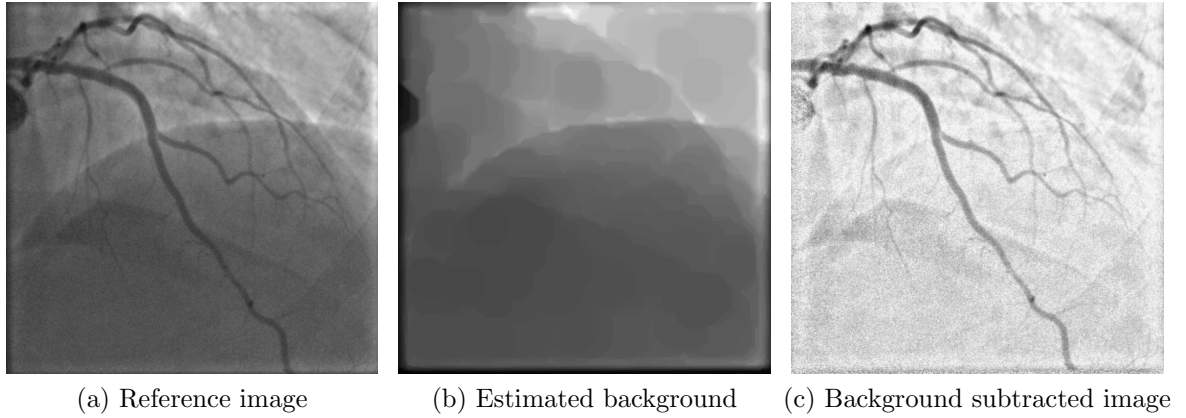 (a) Reference image
(b) Estimated background
(c) Background subtracted image